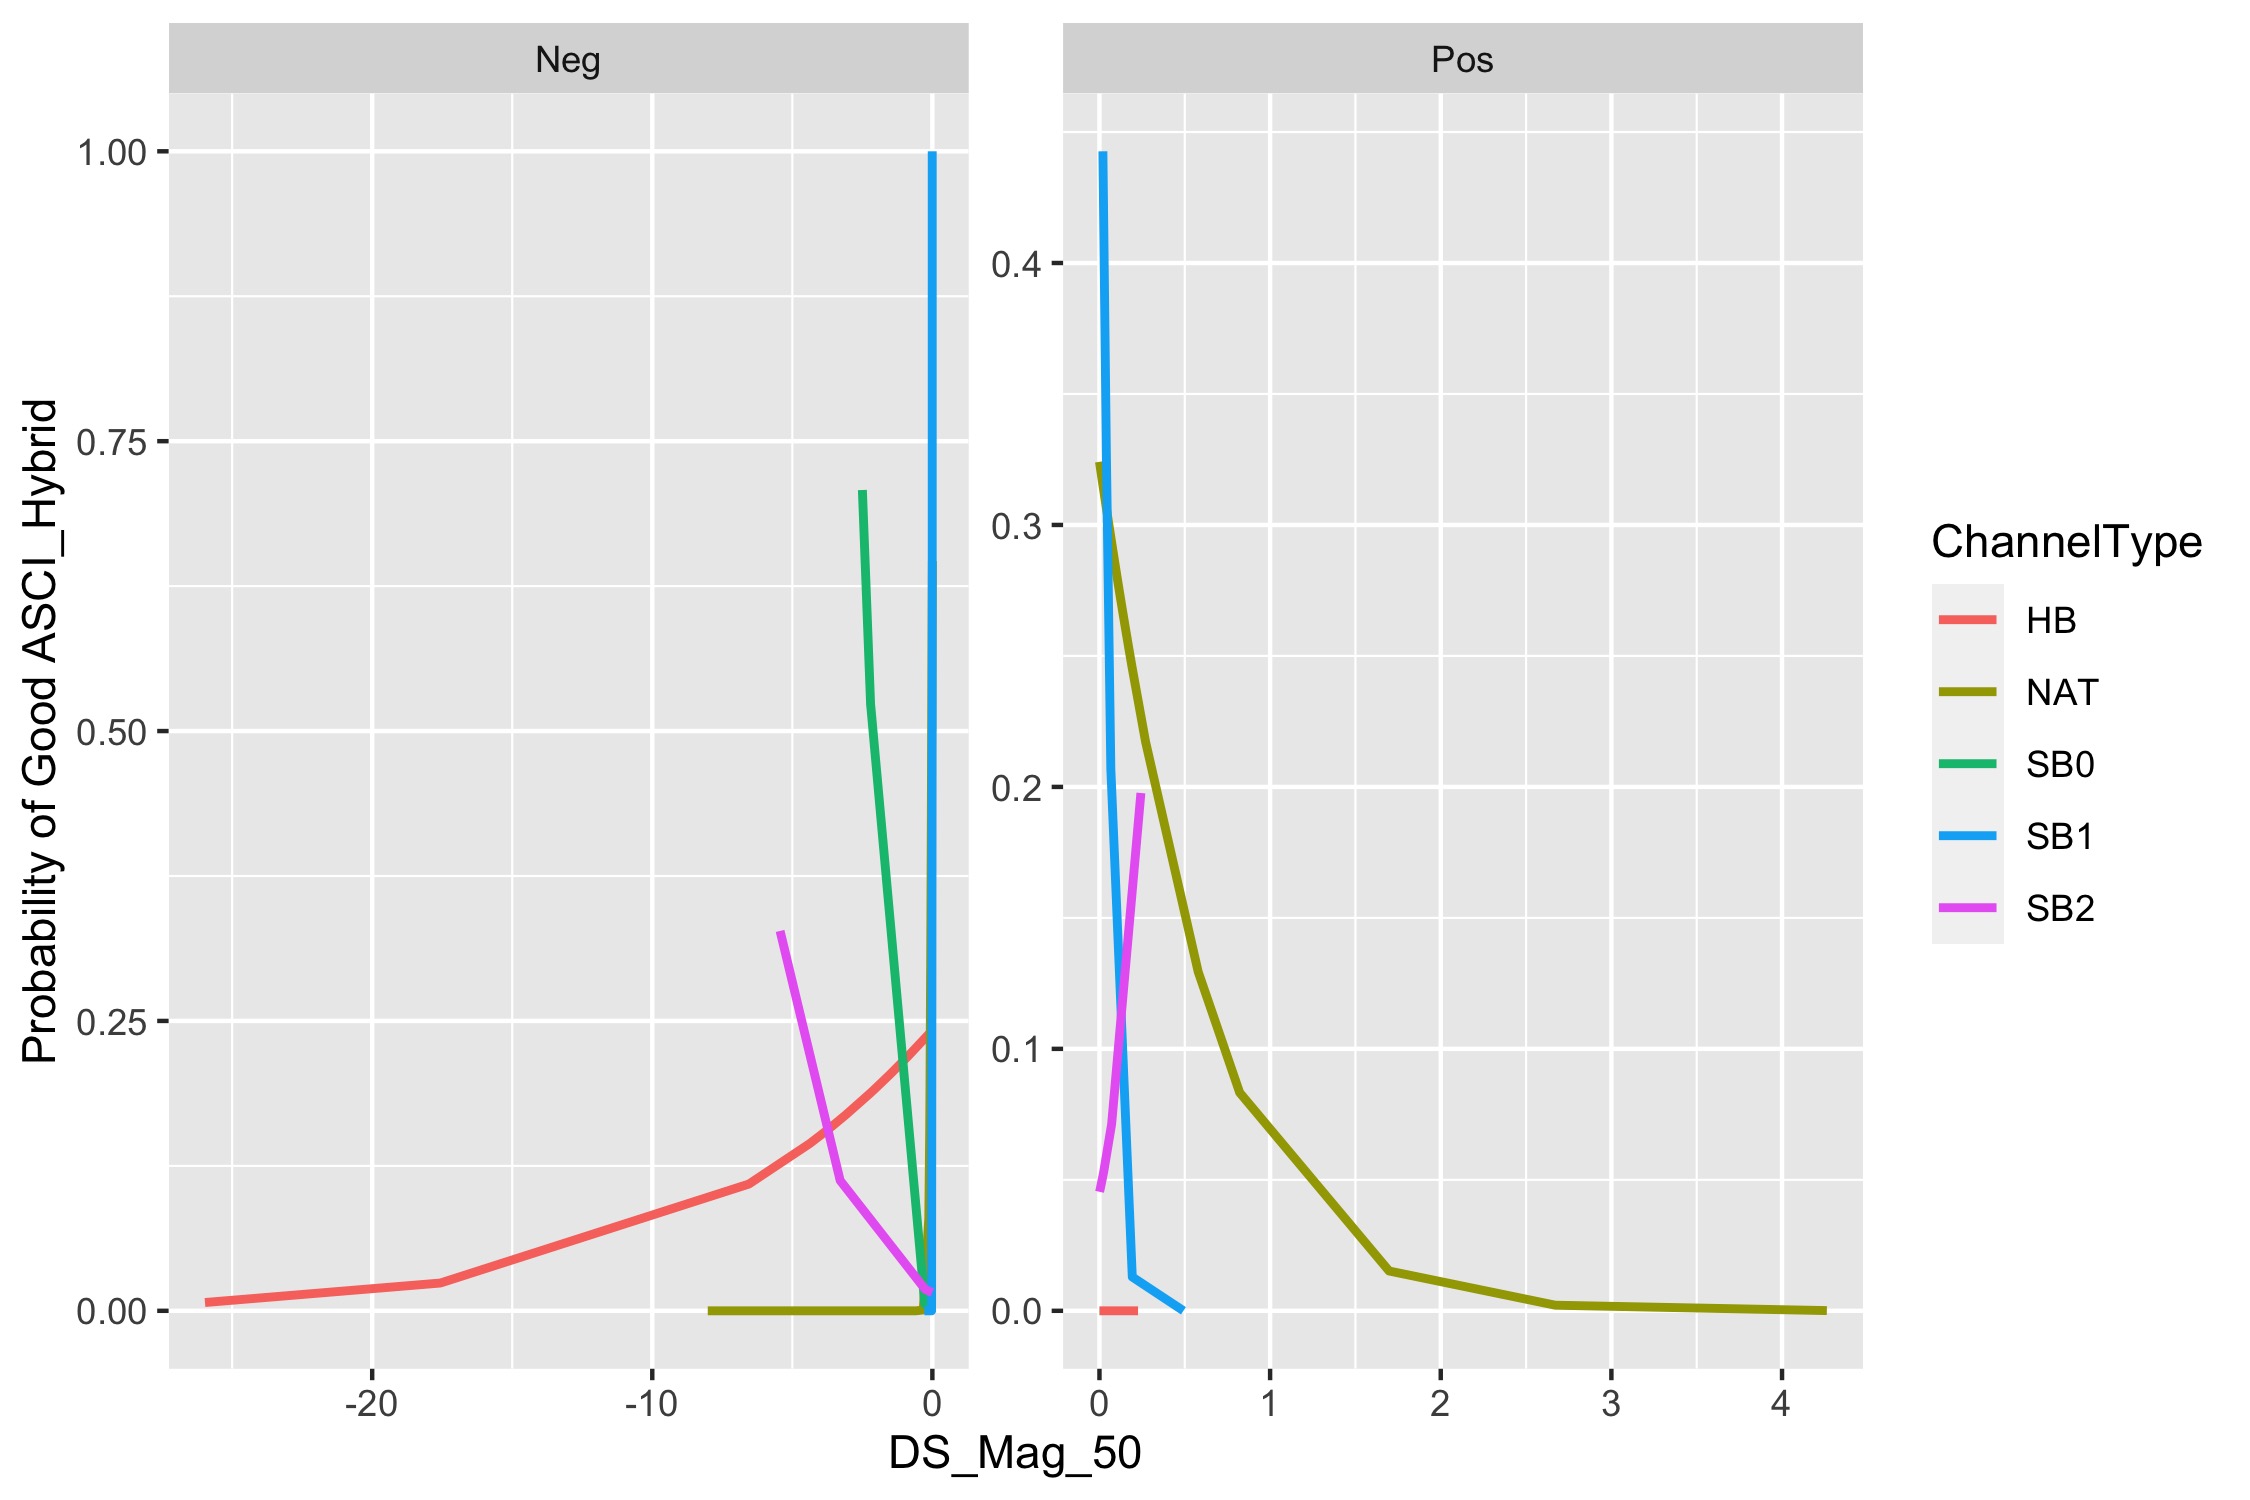 Neg
Pos
Probability of Good ASCI_Hybrid
1.00
0.75
0.50
0.25
0.00
-20
-10
0
0.4
0.3
0.2
0.1
0.0
0
1
2
3
4
DS_Mag_50
ChannelType
HB
NAT
SB0
SB1
SB2